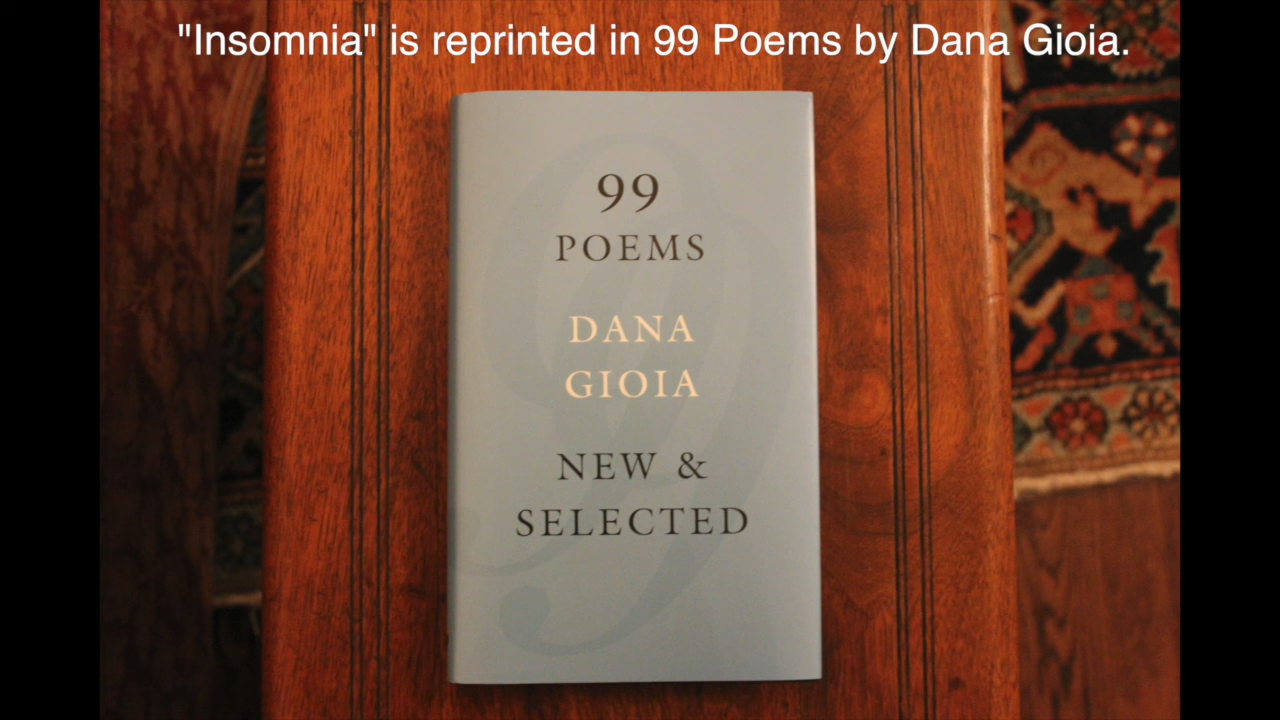 "Insomnia" is reprinted in 99 Poems by Dana Gioia.
99
POEMS
DANA
GIOIA
NEW &
SELECTED